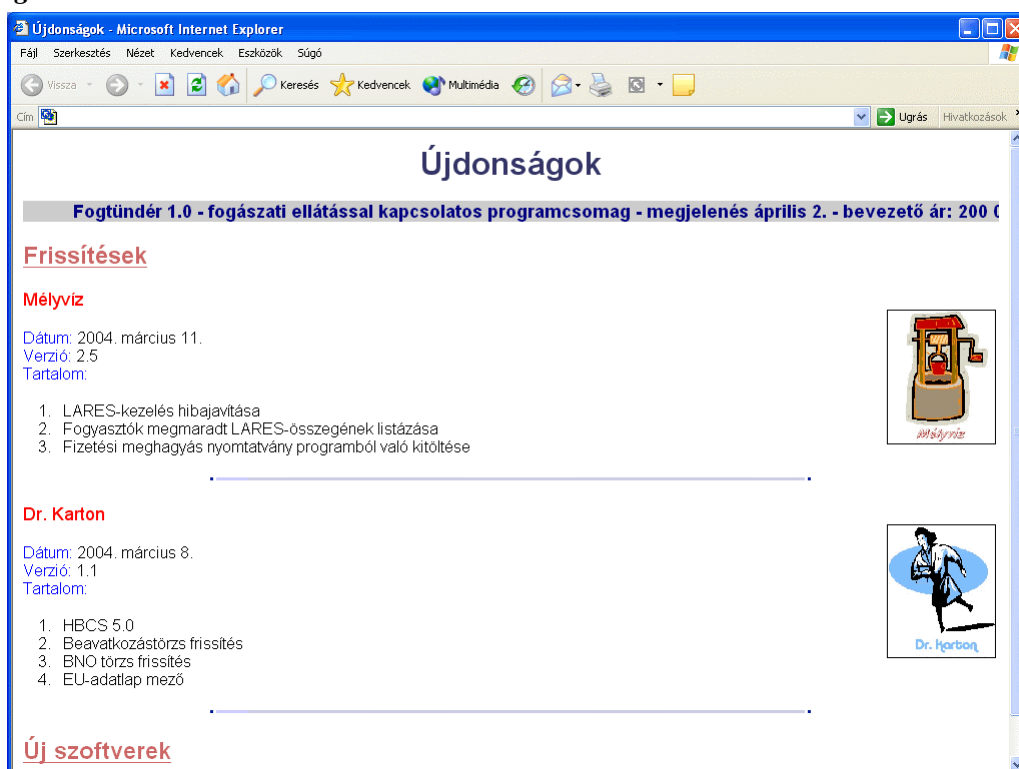 Újdonságok - Microsoft Internet Explorer
Fájl Szerkesztés Nézet Kedvencek Eszközök Súgó
Vissza Keresés Kedvencek Multimédia
Cím Ugrás Hivatkozások
Újdonságok
Fogtündér 1.0 - fogászati ellátással kapcsolatos programcsomag - megjelenés április 2. - bevezető ár: 200
Frissítések
Mélyvíz
Dátum: 2004. március 11.
Verzió: 2.5
Tartalom:
1. LARES-kezelés hibajavítása
2. Fogyasztók megmaradt LARES-összegének listázása
3. Fizetési meghagyás nyomtatvány programból való kitöltése
Mélyvíz
Dr. Karton
Dátum: 2004. március 8.
Verzió: 1.1
Tartalom:
1. HBCS 5.0
2. Beavatkozástörzs frissítés
3. BNO törzs frissítés
4. EU-adatlap mező
Dr. Karton
Új szoftverek